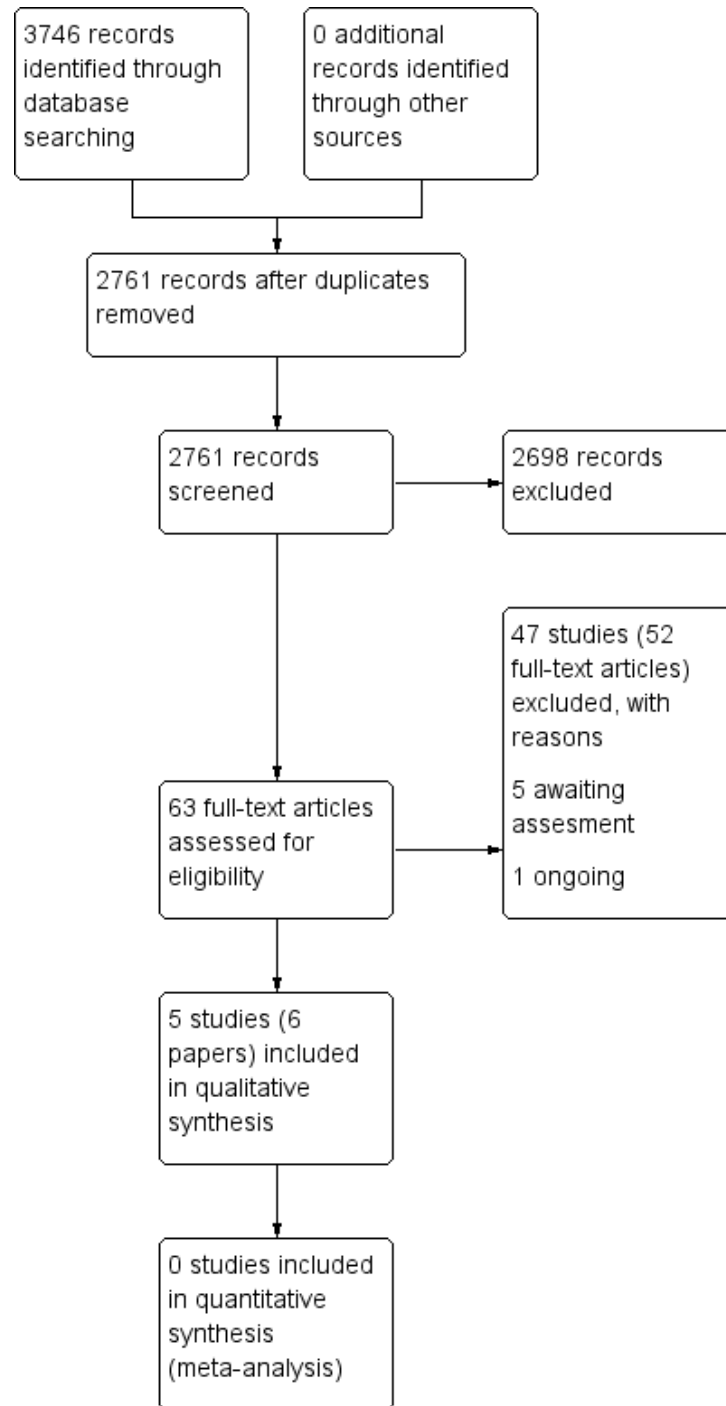 3746 records
identified through
database
searching
0 additional
records identified
through other
sources
2761 records after duplicates
removed
2761 records
screened
2698 records
excluded
47 studies (52
full-text articles)
excluded, with
reasons
5 awaiting
assesment
1 ongoing
63 full-text articles
assessed for
eligibility
5 studies (6
papers) included
in qualitative
synthesis
0 studies included
in quantitative
synthesis
(meta-analysis)